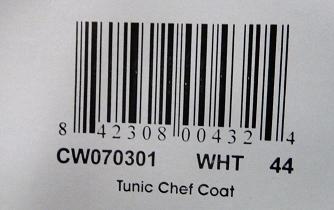 8 42308 00432 4
CW070301 WHT 44
Tunic Chef Coat